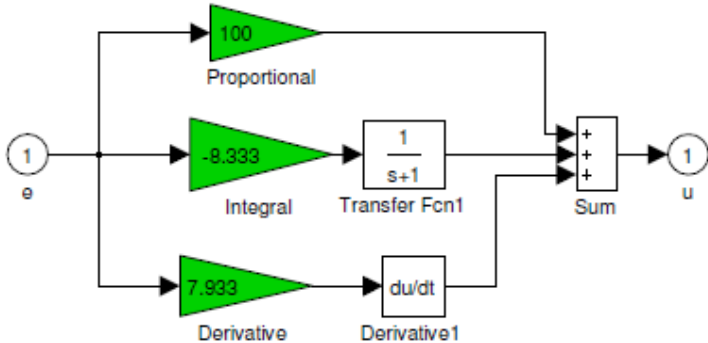 100
Proportional
1
e
-8.333
Integral
1
s+1
Transfer Fcn1
+
+
+
Sum
1
u
7.933
Derivative
du/dt
Derivative1